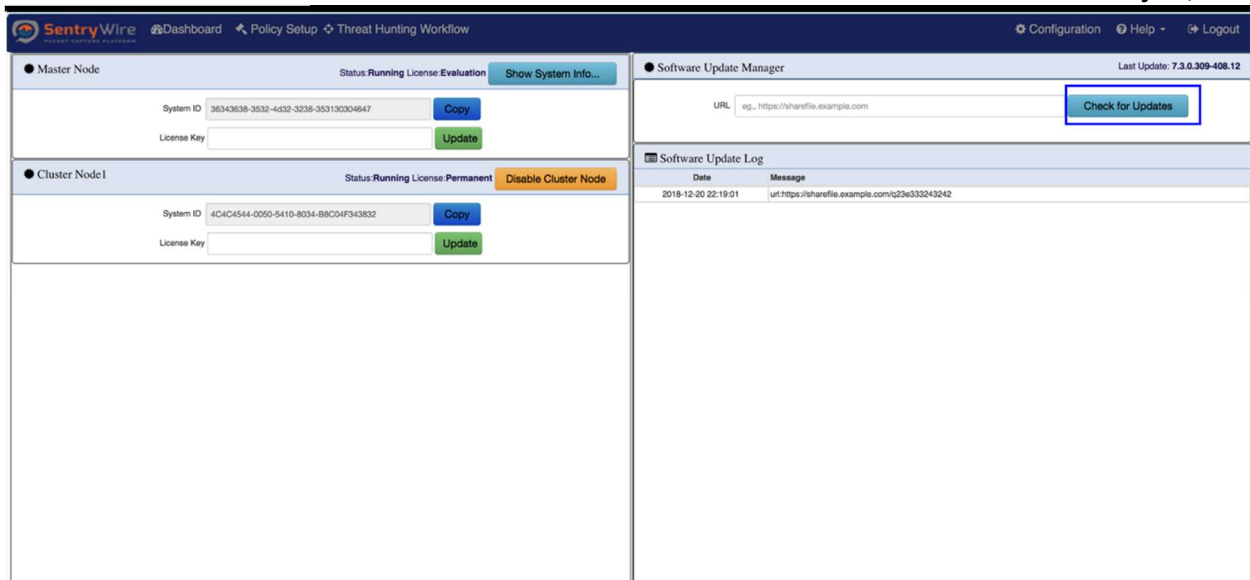 SentryWire Dashboard Policy Setup Threat Hunting Workflow Configuration Help Logout
PACKET CAPTURE PLATFORM
Master Node Status:Running License:Evaluation Show System Info...
System ID 36343638-3532-4d32-3238-353130304647 Copy
License Key Update
Cluster Node1 Status:Running License:Permanent Disable Cluster Node
System ID 4C4C4544-0050-5410-8034-B8C04F343832 Copy
License Key Update
Software Update Manager Last Update: 7.3.0.309-408.12
URL eg., https://sharefile.example.com Check for Updates
Software Update Log
Date Message
2018-12-20 22:19:01 url:https://sharefile.example.com/q23e333243242